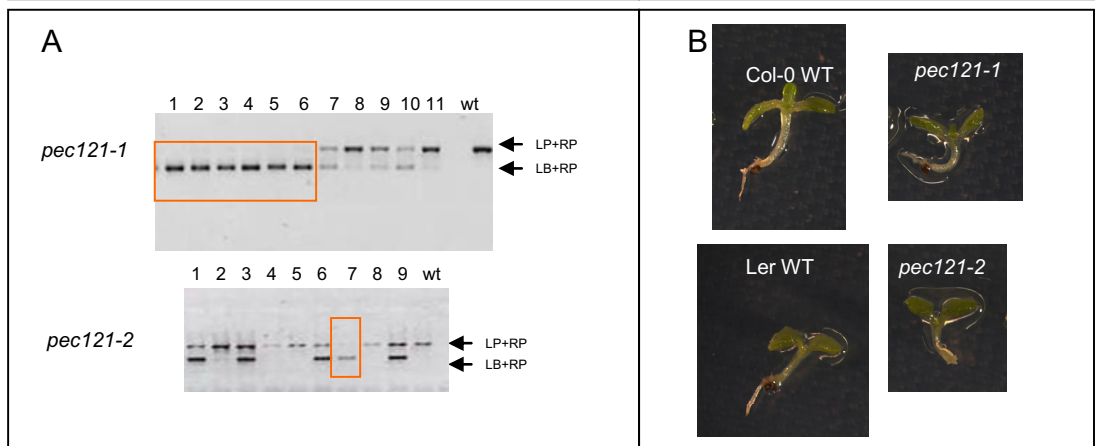 A
1 2 3 4 5 6 7 8 9 10 11 wt
pec121-1
LP+RP
LB+RP
1 2 3 4 5 6 7 8 9 wt
pec121-2
LP+RP
LB+RP
B
Col-0 WT
pec121-1
Ler WT
pec121-2